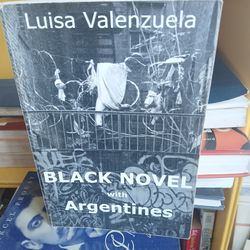 Luisa Valenzuela
BLACK NOVEL
with
Argentines